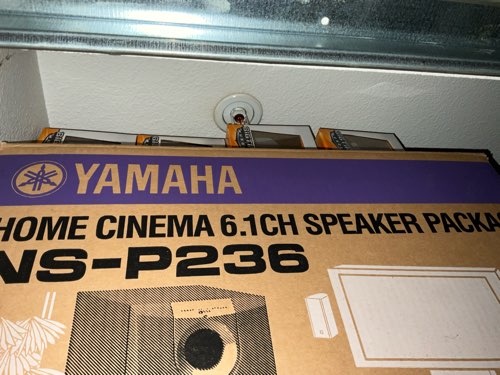 YAMAHA
HOME CINEMA 6.1CH SPEAKER PACKA
NS-P236